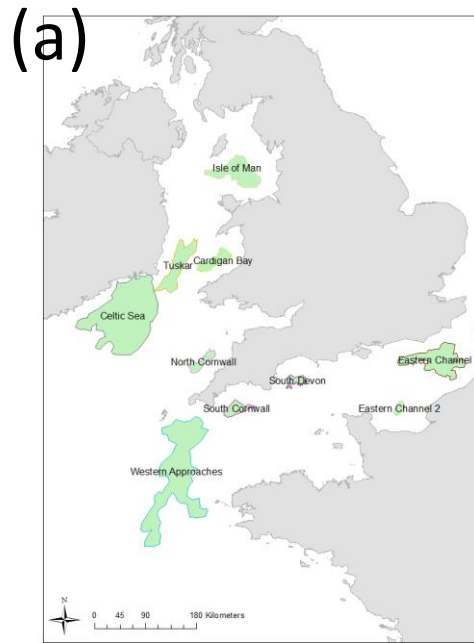 (a)
Isle of Man
Tuskar
Cardigan Bay
Celtic Sea
North Cornwall
Eastern Channel
South Devon
South Cornwall
Eastern Channel 2
Western Approaches
N
0 45 90 180 Kilometers